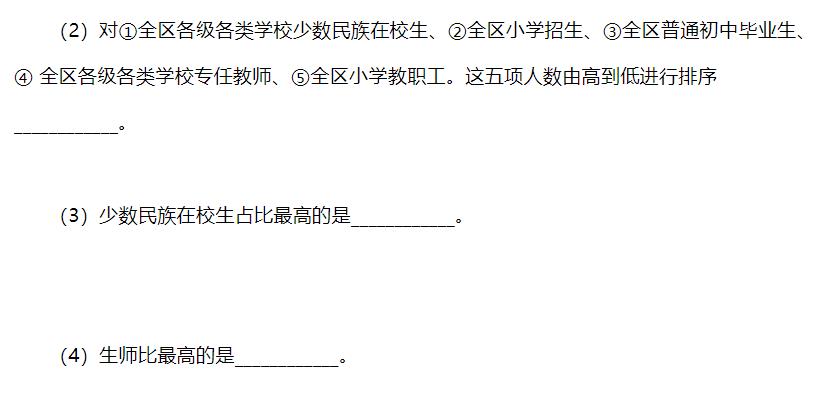 （2）对①全区各级各类学校少数民族在校生、②全区小学招生、③全区普通初中毕业生、
④ 全区各级各类学校专任教师、⑤全区小学教职工。这五项人数由高到低进行排序
____________。
（3）少数民族在校生占比最高的是____________。
（4）生师比最高的是____________。